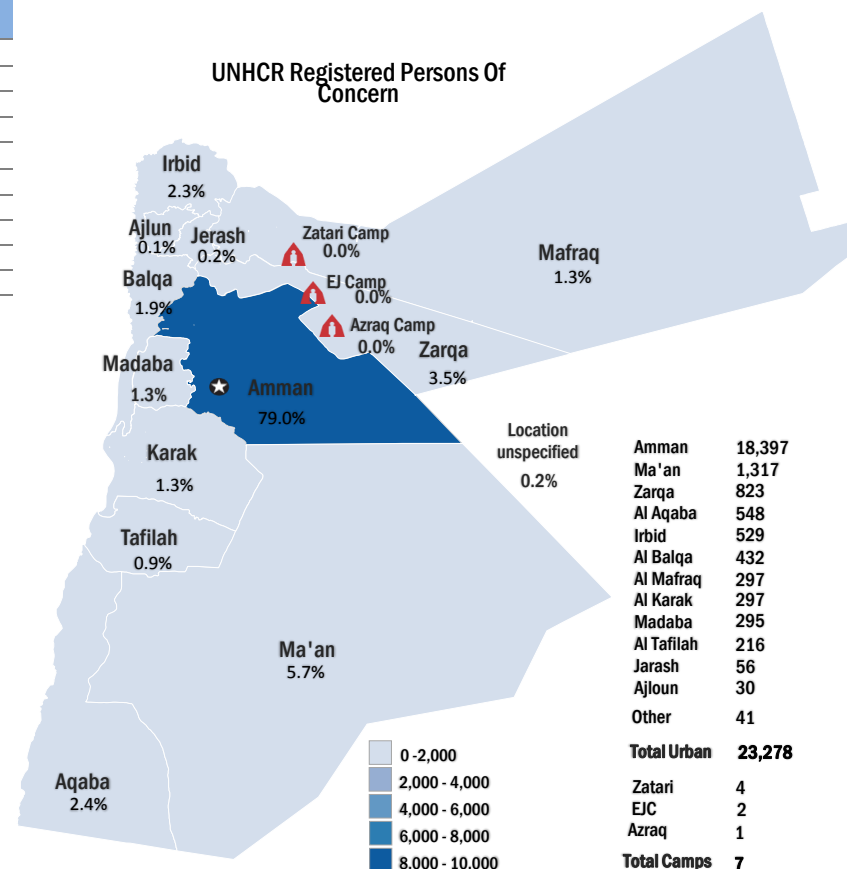 UNHCR Registered Persons Of
Concern
Irbid
2.3%
Ajlun
0.1%
Jerash
0.2%
Zatari Camp
0.0%
Mafraq
1.3%
Balqa
1.9%
EJ Camp
0.0%
Azraq Camp
0.0%
Zarqa
3.5%
Madaba
1.3%
Amman
79.0%
Karak
1.3%
Location
unspecified
0.2%
Tafilah
0.9%
Ma'an
5.7%
Aqaba
2.4%
0 -2,000
2,000 - 4,000
4,000 - 6,000
6,000 - 8,000
8,000 - 10,000
Amman 18,397
Ma'an 1,317
Zarqa 823
Al Aqaba 548
Irbid 529
Al Balqa 432
Al Mafraq 297
Al Karak 297
Madaba 295
Al Tafilah 216
Jarash 56
Ajloun 30
Other 41
Total Urban 23,278
Zatari 4
EJC 2
Azraq 1
Total Camps 7